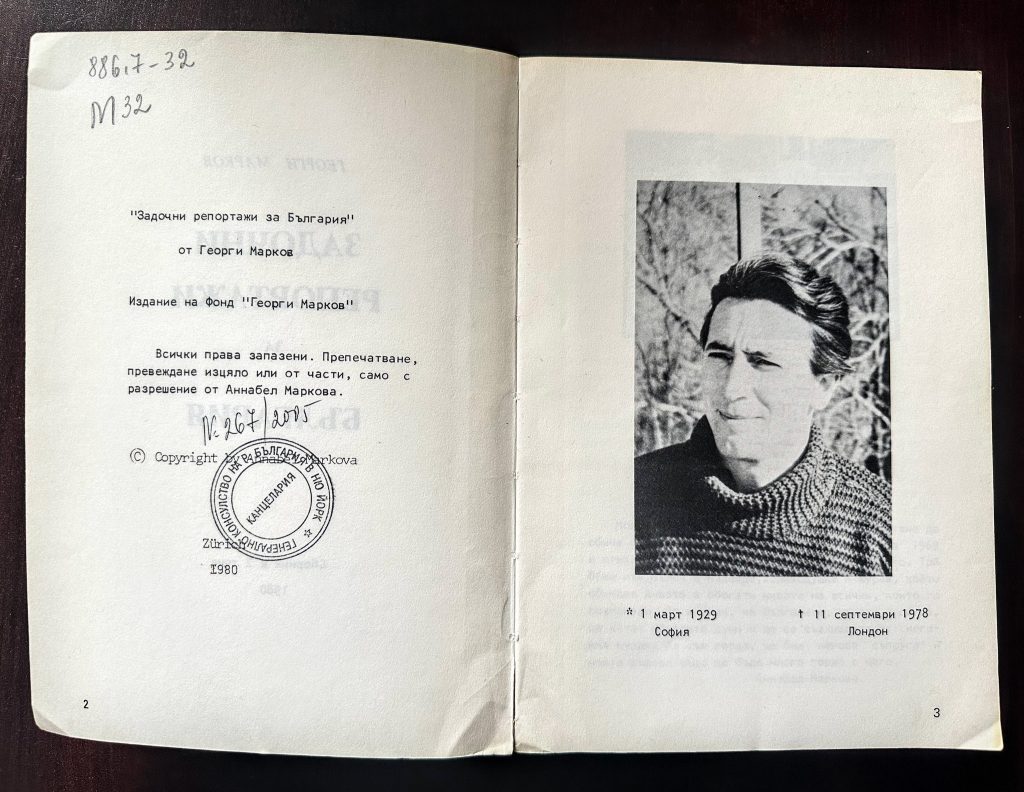 886,7-32
М 32
"Задочни репортажи за България"
от Георги Марков
Издание на Фонд "Георги Марков"
Всички права запазени. Препечатване,
превеждане изцяло или от части, само с
разрешение от Аннабел Маркова.
№ 267/2005
(C) Copyright by Annabel Markova
ГЕНЕРАЛНО КОНСУЛСТВО НА РБЪЛГАРИЯ В НЮ ЙОРК
КАНЦЕЛАРИЯ
Zürich
1980
2
* 1 март 1929
София
† 11 септември 1978
Лондон
3